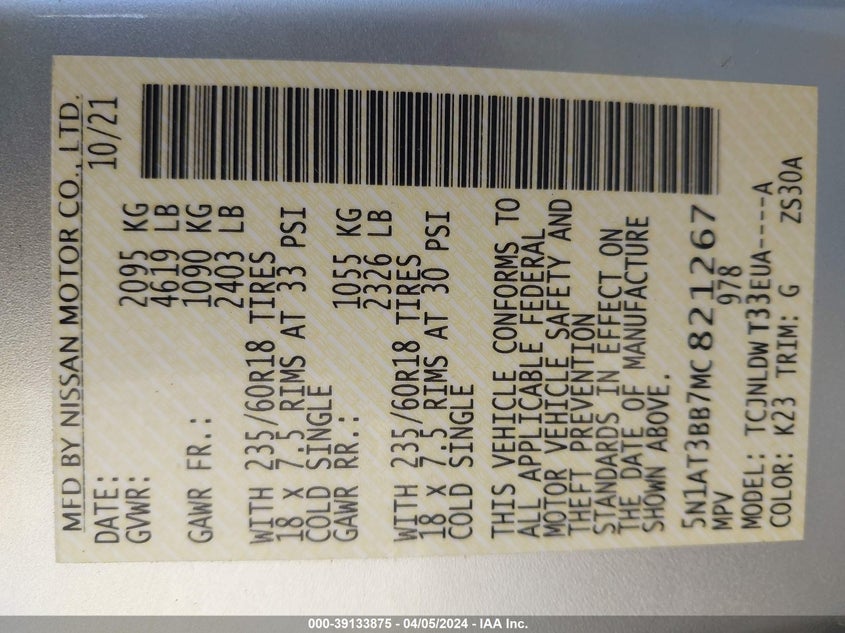 MFD BY NISSAN MOTOR CO., LTD.
DATE: 10/21
GVWR: 2095 KG
4619 LB
GAWR FR.: 1090 KG
2403 LB
WITH 235/60R18 TIRES
18 X 7.5 RIMS AT 33 PSI
COLD SINGLE
GAWR RR.: 1055 KG
2326 LB
WITH 235/60R18 TIRES
18 X 7.5 RIMS AT 30 PSI
COLD SINGLE
THIS VEHICLE CONFORMS TO
ALL APPLICABLE FEDERAL
MOTOR VEHICLE SAFETY AND
THEFT PREVENTION
STANDARDS IN EFFECT ON
THE DATE OF MANUFACTURE
SHOWN ABOVE.
5N1AT3BB7MC821267
MPV 978
MODEL: TCJNLDW T33EUA----A
COLOR: K23 TRIM: G ZS30A
000-39133875 - 04/05/2024 - IAA Inc.